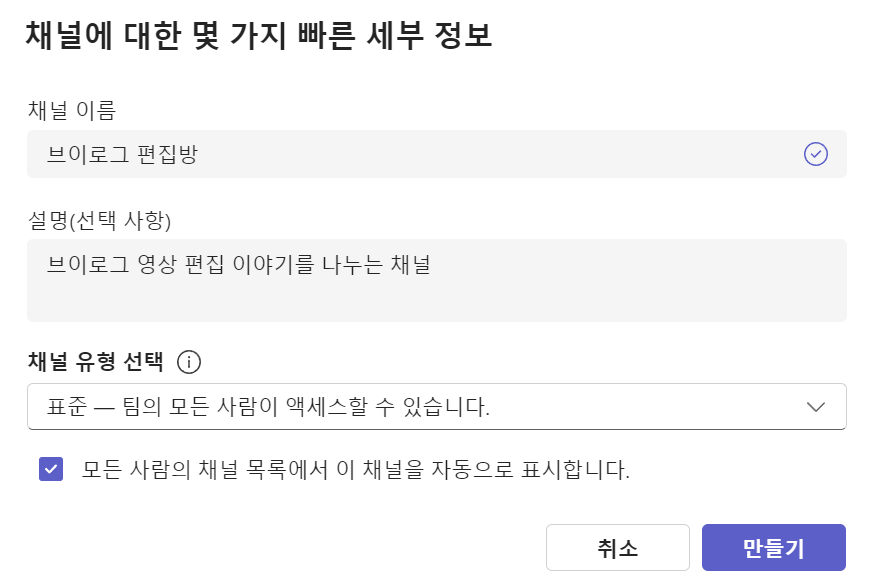 채널에 대한 몇 가지 빠른 세부 정보
채널 이름
브이로그 편집방
설명(선택 사항)
브이로그 영상 편집 이야기를 나누는 채널
채널 유형 선택
표준 — 팀의 모든 사람이 액세스할 수 있습니다.
모든 사람의 채널 목록에서 이 채널을 자동으로 표시합니다.
취소
만들기